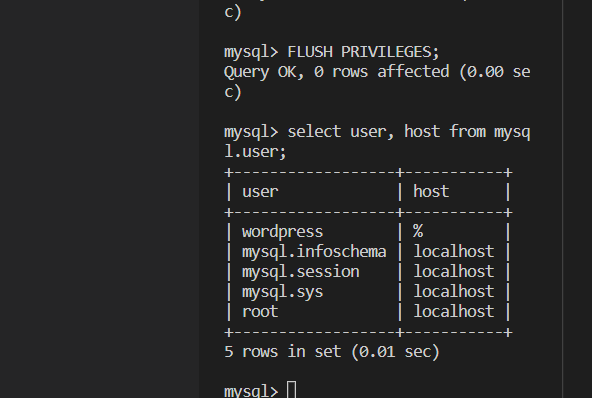 c)
mysql> FLUSH PRIVILEGES;
Query OK, 0 rows affected (0.00 se
c)
mysql> select user, host from mysq
l.user;
+------------------+-----------+
| user             | host      |
+------------------+-----------+
| wordpress        | %         |
| mysql.infoschema | localhost |
| mysql.session    | localhost |
| mysql.sys        | localhost |
| root             | localhost |
+------------------+-----------+
5 rows in set (0.01 sec)
mysql>